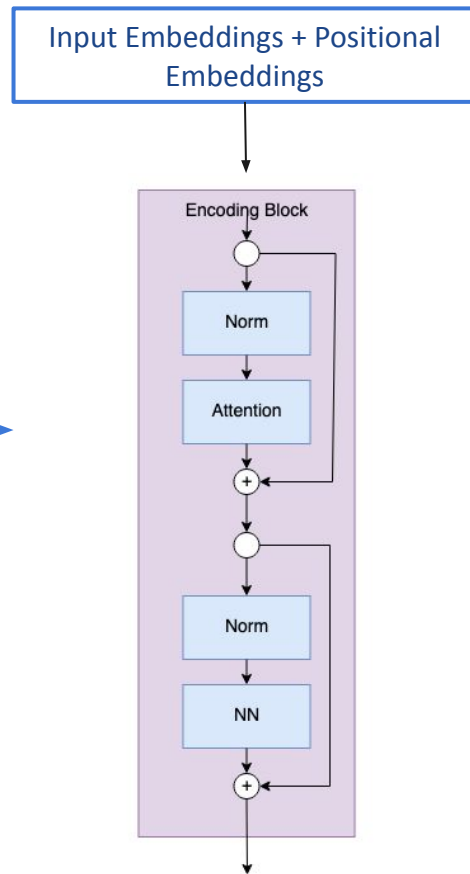 Input Embeddings + Positional
Embeddings
Encoding Block
Norm
Attention
+
Norm
NN
+